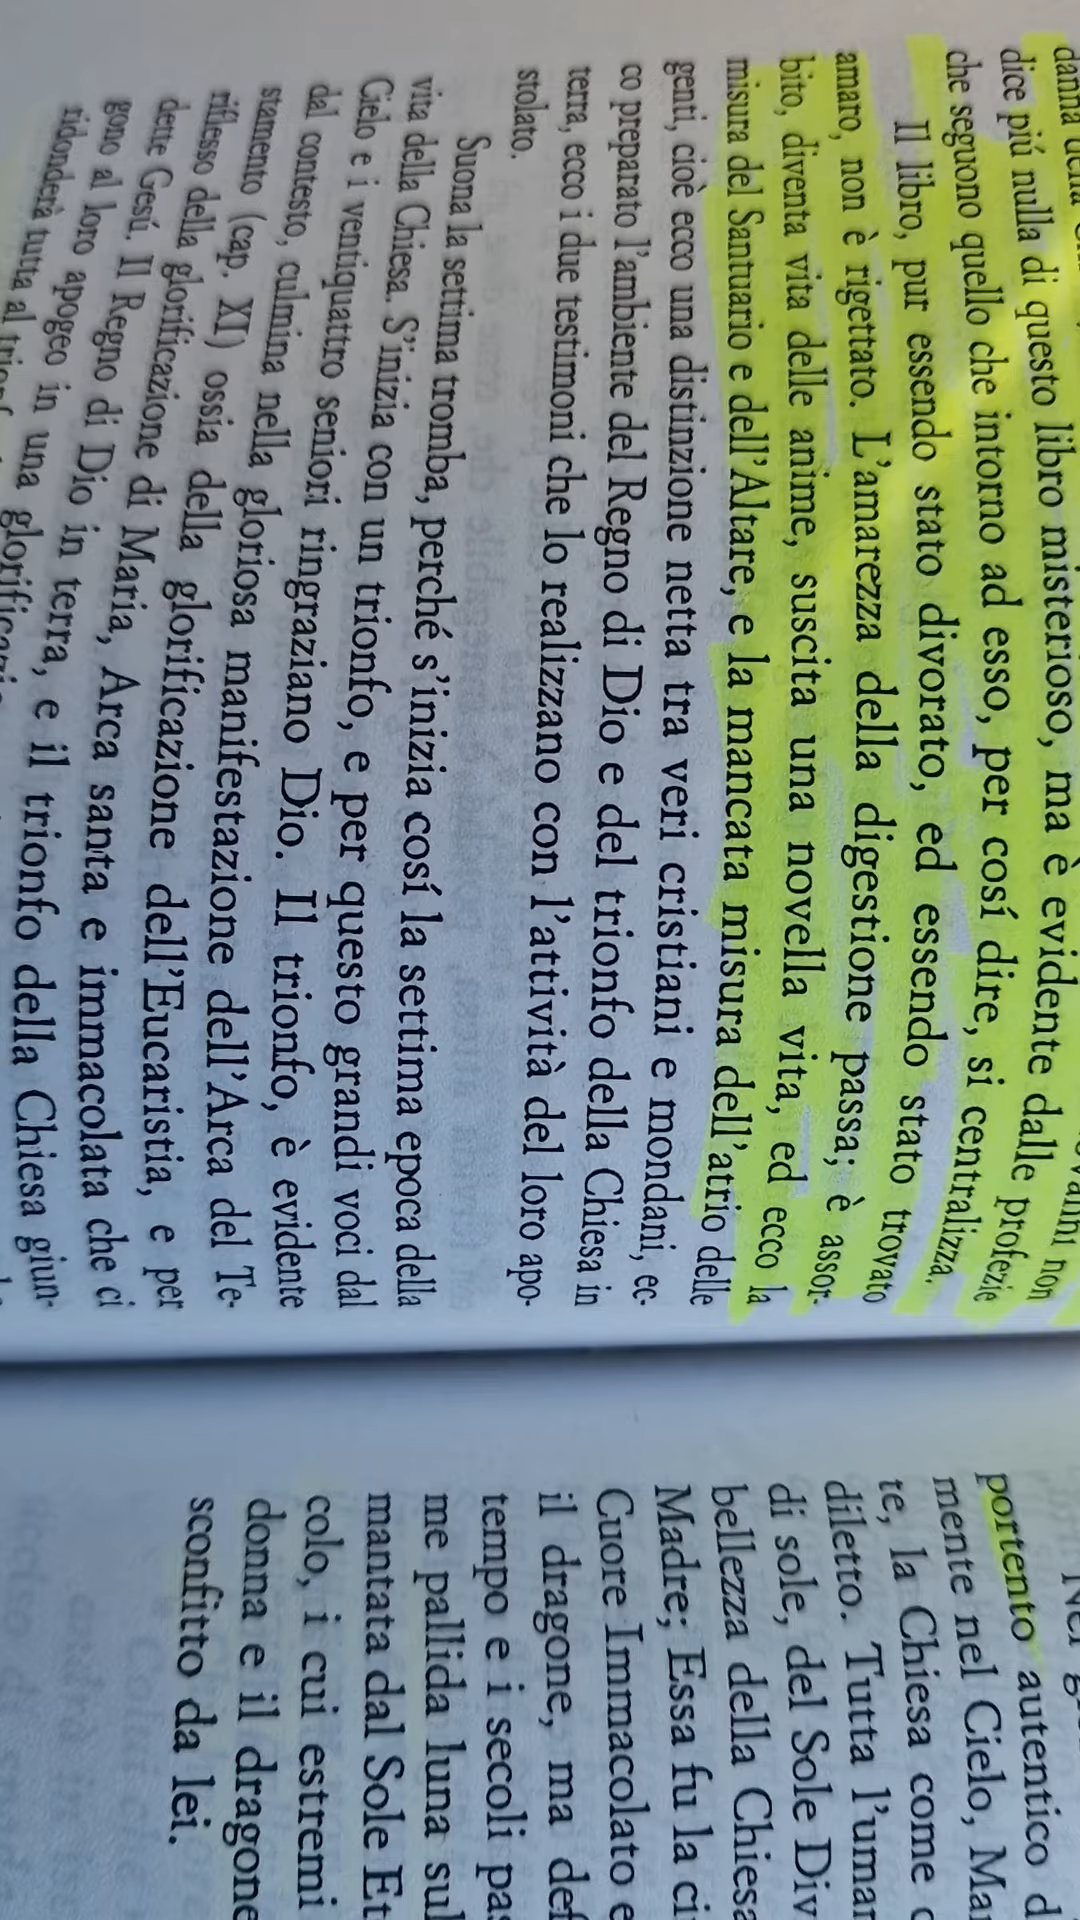 dice piú nulla di questo libro misterioso, ma è evidente dalle profezie
che seguono quello che intorno ad esso, per cosí dire, si centralizza.
Il libro, pur essendo stato divorato, ed essendo stato trovato
amaro, non è rigettato. L'amarezza della digestione passa; è assor-
bito, diventa vita delle anime, suscita una novella vita, ed ecco la
misura del Santuario e dell'Altare, e la mancata misura dell'atrio delle
genti, cioè ecco una distinzione netta tra veri cristiani e mondani, ec-
co preparato l'ambiente del Regno di Dio e del trionfo della Chiesa in
terra, ecco i due testimoni che lo realizzano con l'attività del loro apo-
stolato.
Suona la settima tromba, perché s'inizia cosí la settima epoca della
vita della Chiesa. S'inizia con un trionfo, e per questo grandi voci dal
Cielo e i ventiquattro seniori ringraziano Dio. Il trionfo, è evidente
dal contesto, culmina nella gloriosa manifestazione dell'Arca del Te-
stamento (cap. XI) ossia della glorificazione dell'Eucaristia, e per
riflesso della glorificazione di Maria, Arca santa e immacolata che ci
dette Gesú. Il Regno di Dio in terra, e il trionfo della Chiesa giun-
gono al loro apogeo in una
ridonderà tutta al
portento autentico d
mente nel Cielo, Ma
te, la Chiesa come
diletto. Tutta l'uma
di sole, del Sole Div
bellezza della Chiesa
Madre; Essa fu la ci
Cuore Immacolato e
il dragone, ma def
tempo e i secoli pas
me pallida luna sul
mantata dal Sole Et
colo, i cui estremi
donna e il dragone
sconfitto da lei.